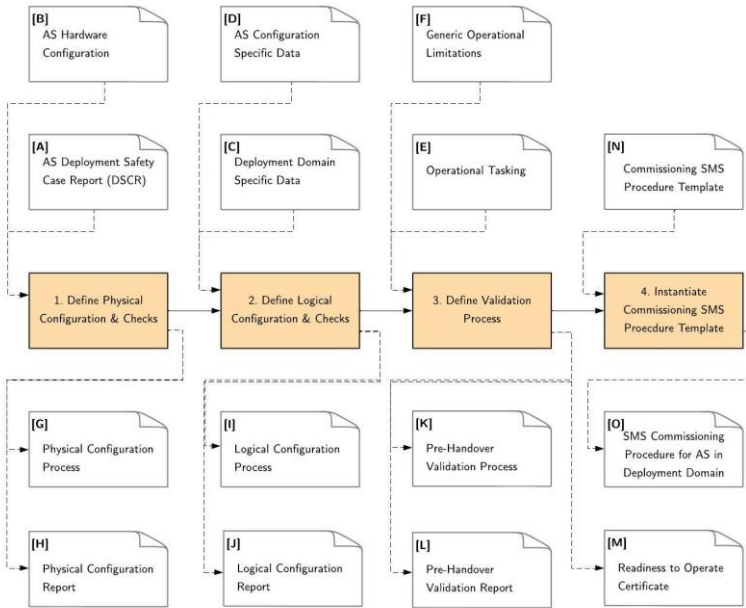 [B]
AS Hardware
Configuration
[D]
AS Configuration
Specific Data
[F]
Generic Operational
Limitations
[A]
AS Deployment Safety
Case Report (DSCR)
[C]
Deployment Domain
Specific Data
[E]
Operational Tasking
[N]
Commissioning SMS
Procedure Template
1. Define Physical
Configuration & Checks
2. Define Logical
Configuration & Checks
3. Define Validation
Process
4. Instantiate
Commissioning SMS
Proecdure Template
[G]
Physical Configuration
Process
[I]
Logical Configuration
Process
[K]
Pre-Handover
Validation Process
[O]
SMS Commissioning
Procedure for AS in
Deployment Domain
[H]
Physical Configuration
Report
[J]
Logical Configuration
Report
[L]
Pre-Handover
Validation Report
[M]
Readiness to Operate
Certificate